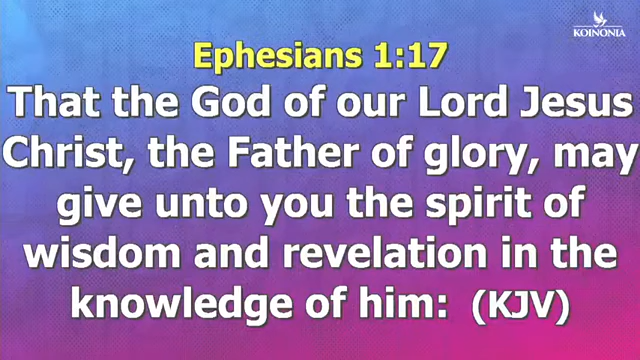 KOINONIA
Ephesians 1:17
That the God of our Lord Jesus
Christ, the Father of glory, may
give unto you the spirit of
wisdom and revelation in the
knowledge of him: (KJV)